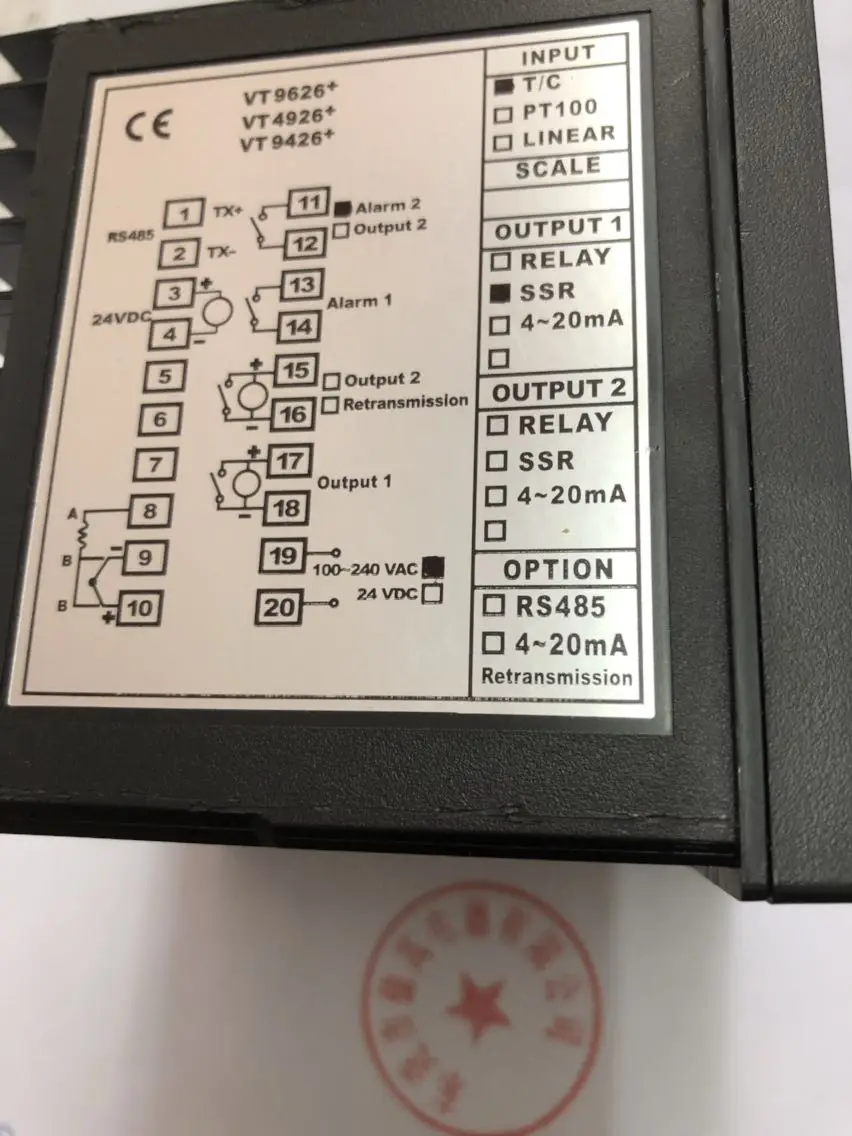 CE
VT9626+
VT4926+
VT9426+
RS485
1 TX+
2 TX-
24VDC
3 +
4 -
5
6
7
A 8
B 9 -
B 10 +
11 Alarm 2
12 Output 2
13
Alarm 1
14
+ 15 Output 2
- 16 Retransmission
+ 17
Output 1
- 18
19
100~240 VAC
24 VDC
20
INPUT
T/C
PT100
LINEAR
SCALE
OUTPUT 1
RELAY
SSR
4~20mA
OUTPUT 2
RELAY
SSR
4~20mA
OPTION
RS485
4~20mA
Retransmission